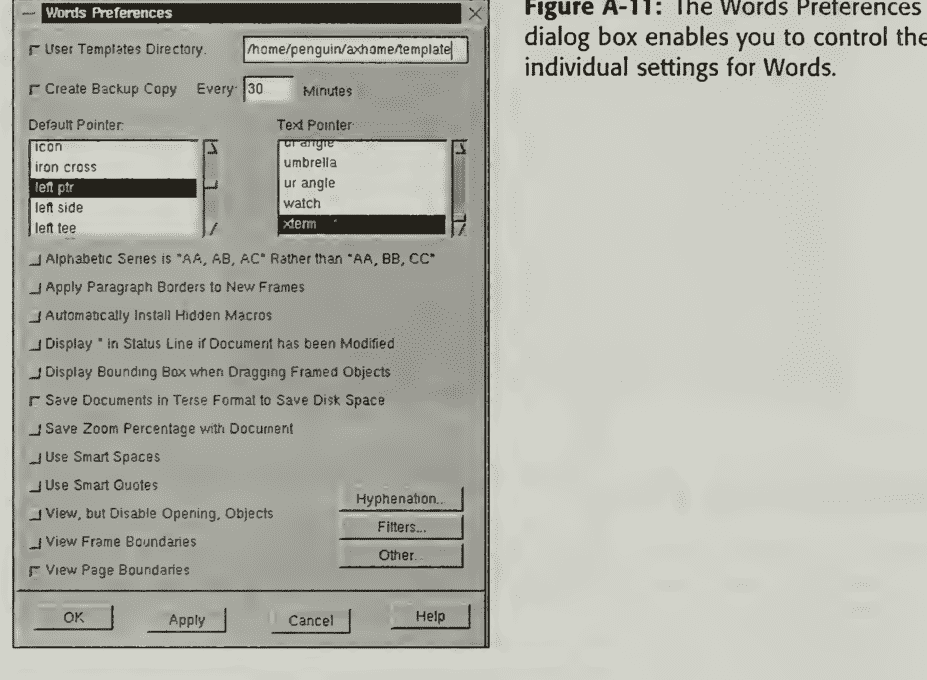 Words Preferences
User Templates Directory. /home/penguin/axhome/template
Create Backup Copy Every: 30 Minutes
Default Pointer: Text Pointer
icon
iron cross
left ptr
left side
left tee
ur angle
umbrella
ur angle
watch
xterm
Alphabetic Series is "AA, AB, AC" Rather than "AA, BB, CC"
Apply Paragraph Borders to New Frames
Automatically Install Hidden Macros
Display * in Status Line if Document has been Modified
Display Bounding Box when Dragging Framed Objects
Save Documents in Terse Format to Save Disk Space
Save Zoom Percentage with Document
Use Smart Spaces
Use Smart Quotes
View, but Disable Opening, Objects
View Frame Boundaries
View Page Boundaries
Hyphenation...
Filters...
Other...
OK Apply Cancel Help
Figure A-11: The Words Preferences
dialog box enables you to control the
individual settings for Words.